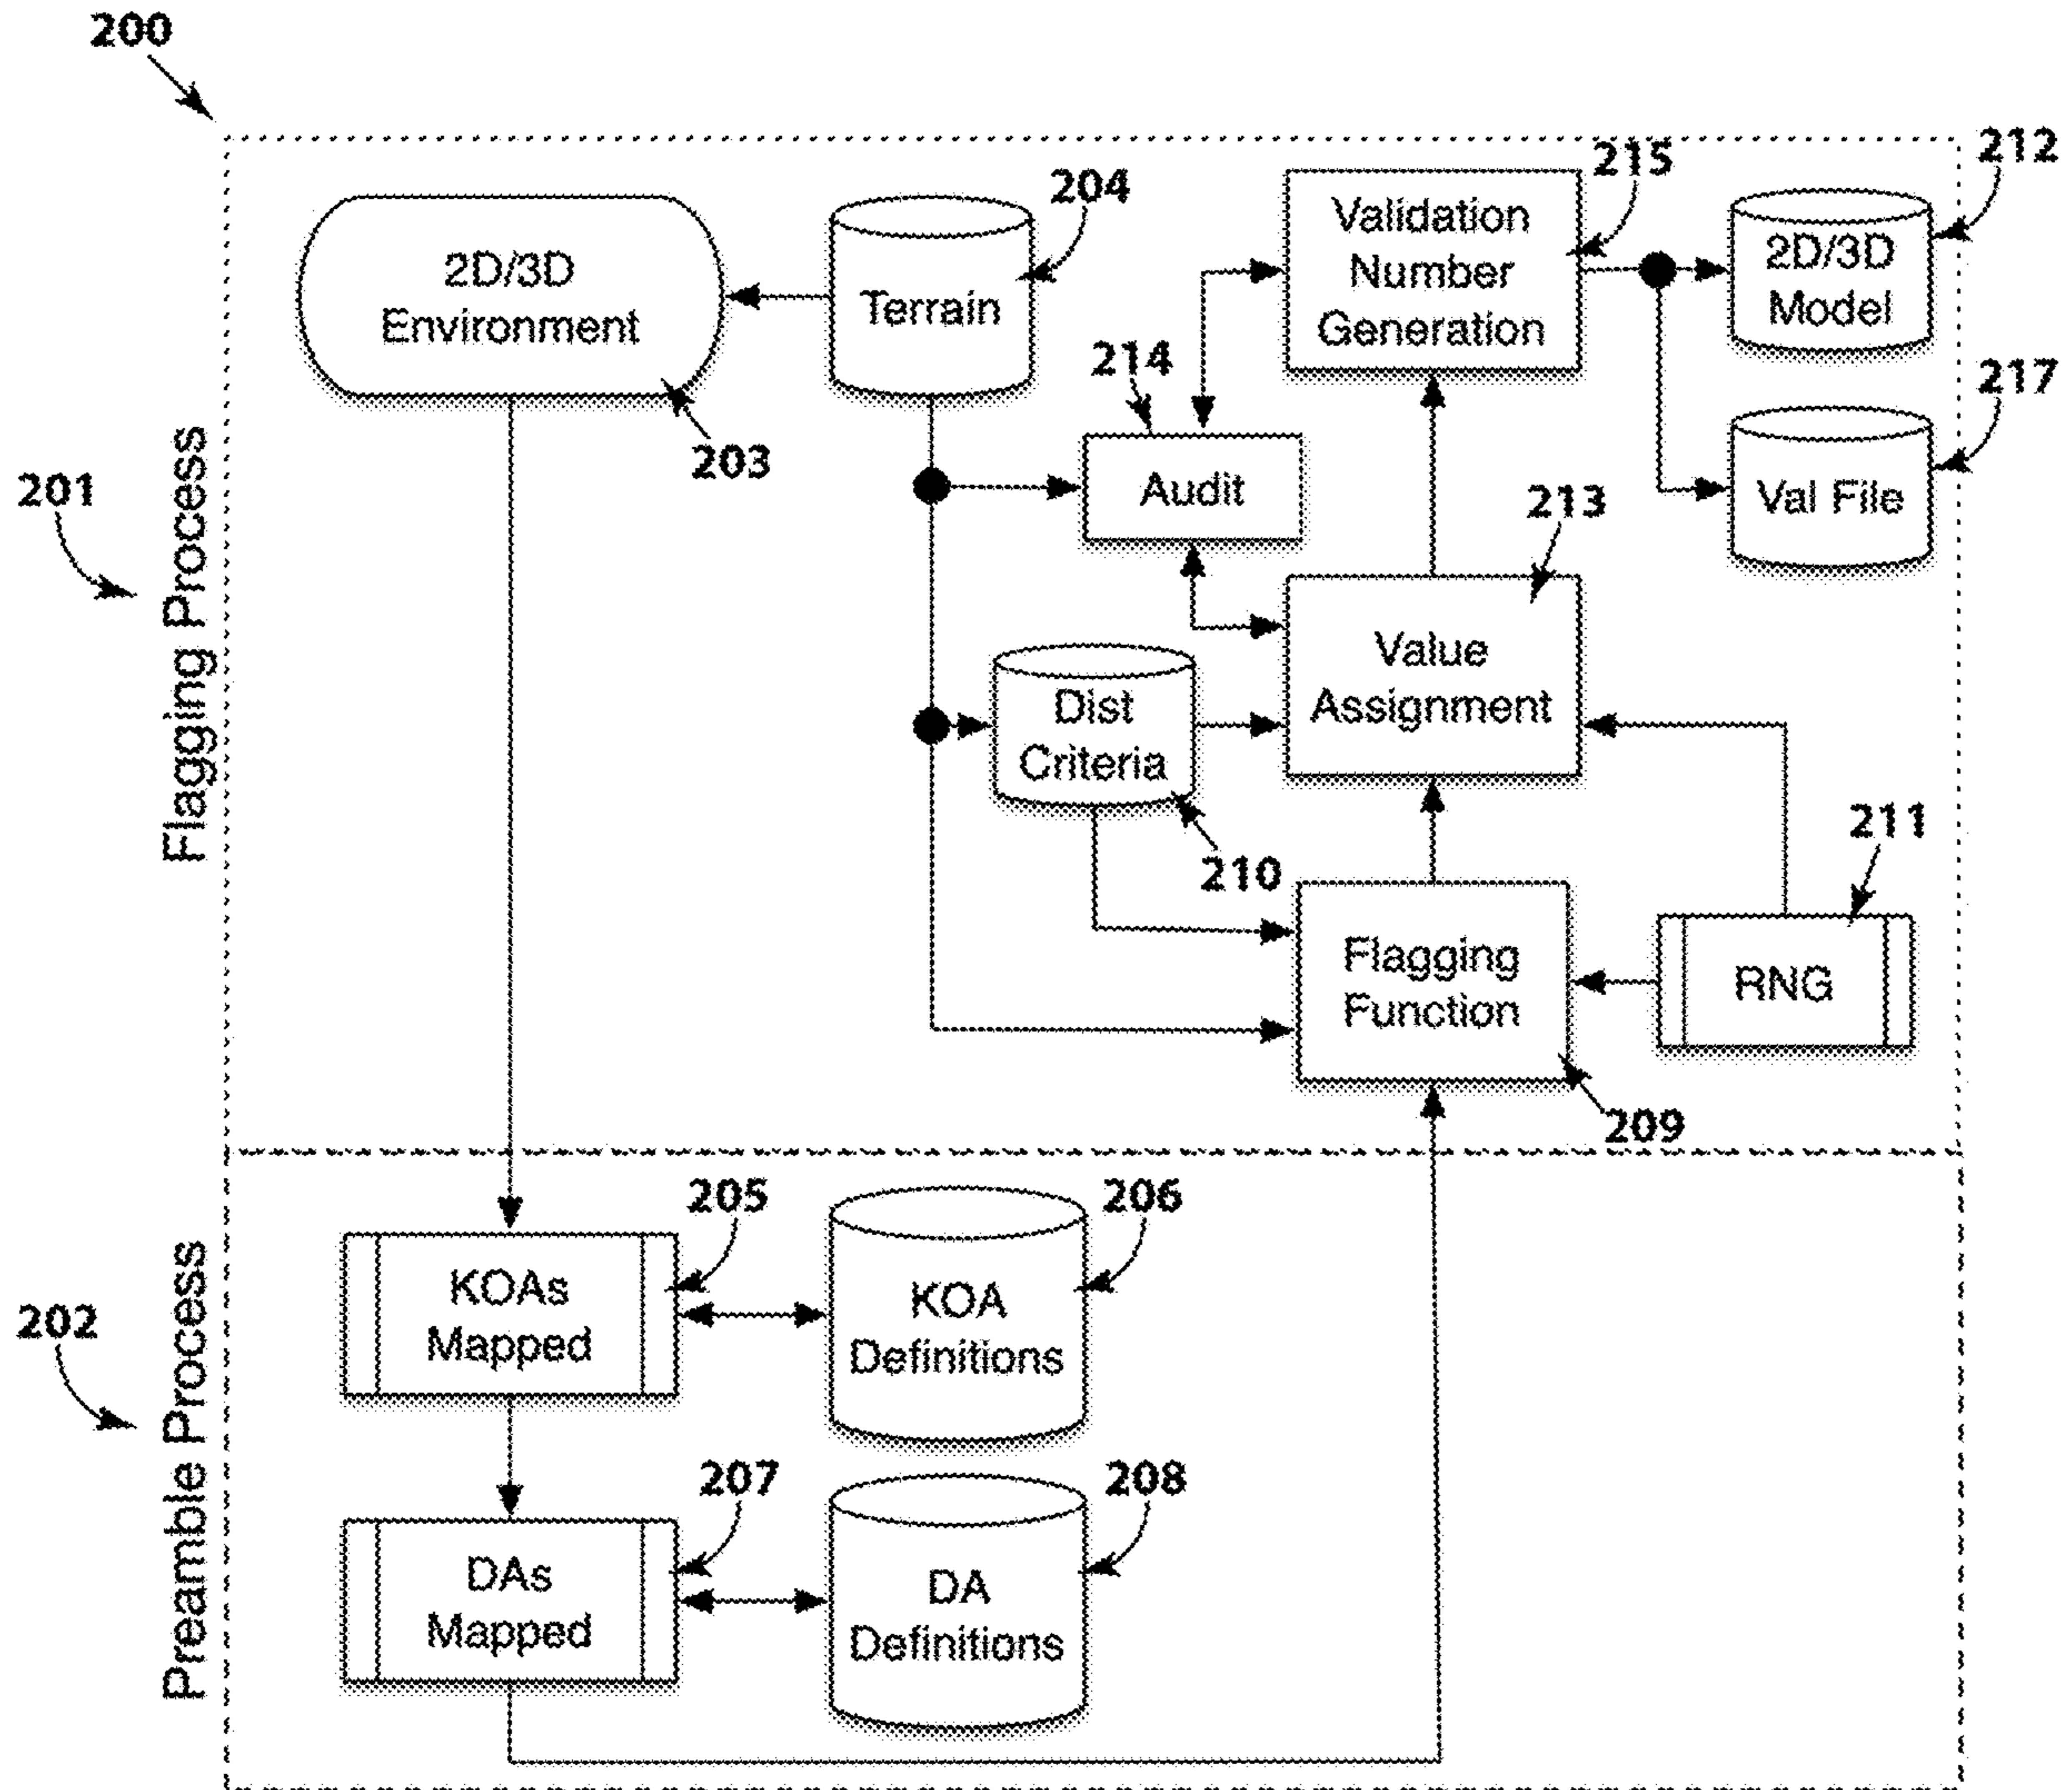 200
212
215
204
Validation
Number
Generation
2D/3D
Model
2D/3D
Environment
Terrain
214
217
203
Audit
Val File
201
213
Flagging Process
Value
Assignment
Dist
Criteria
211
210
Flagging
Function
RNG
209
205
206
KOAs
Mapped
KOA
Definitions
202
Preamble Process
207
208
DAs
Mapped
DA
Definitions